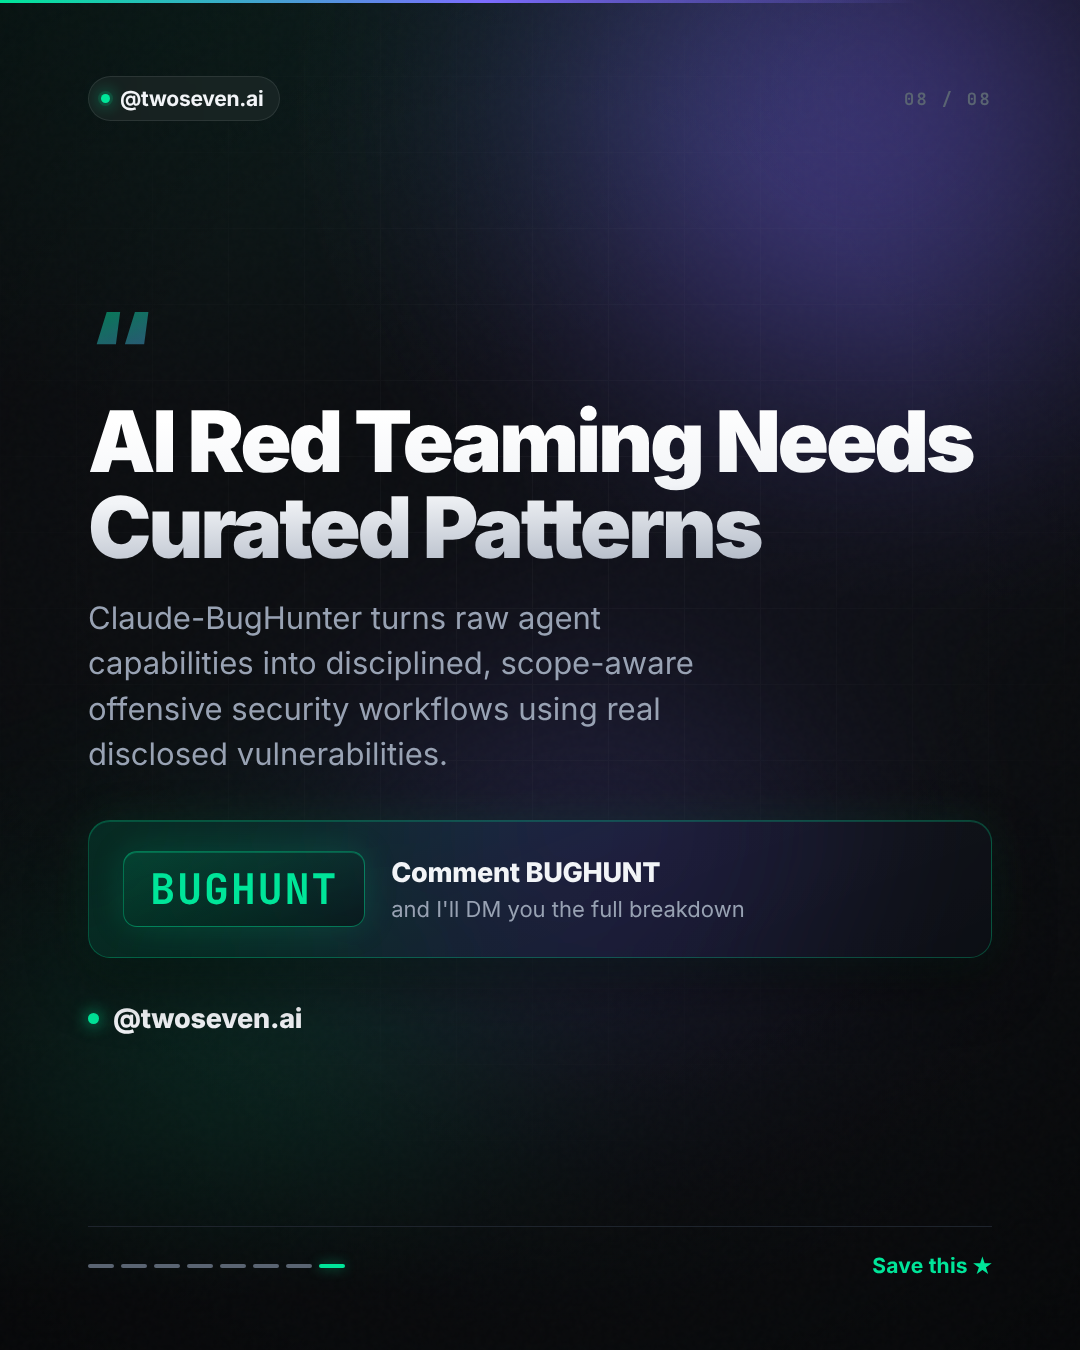 @twoseven.ai
08 / 08
“
AI Red Teaming Needs
Curated Patterns
Claude-BugHunter turns raw agent
capabilities into disciplined, scope-aware
offensive security workflows using real
disclosed vulnerabilities.
BUGHUNT
Comment BUGHUNT
and I'll DM you the full breakdown
@twoseven.ai
Save this ★